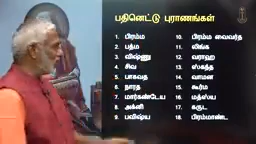 பதினெட்டு புராணங்கள்
1. பிரம்ம
2. பத்ம
3. விஷ்ணு
4. சிவ
5. பாகவத
6. நாரத
7. மார்கண்டேய
8. அக்னி
9. பவிஷ்ய
10. பிரம்ம வைவர்த
11. லிங்க
12. வராஹ
13. ஸ்கந்த
14. வாமன
15. கூர்ம
16. மத்ஸ்ய
17. கருட
18. பிரம்மாண்ட